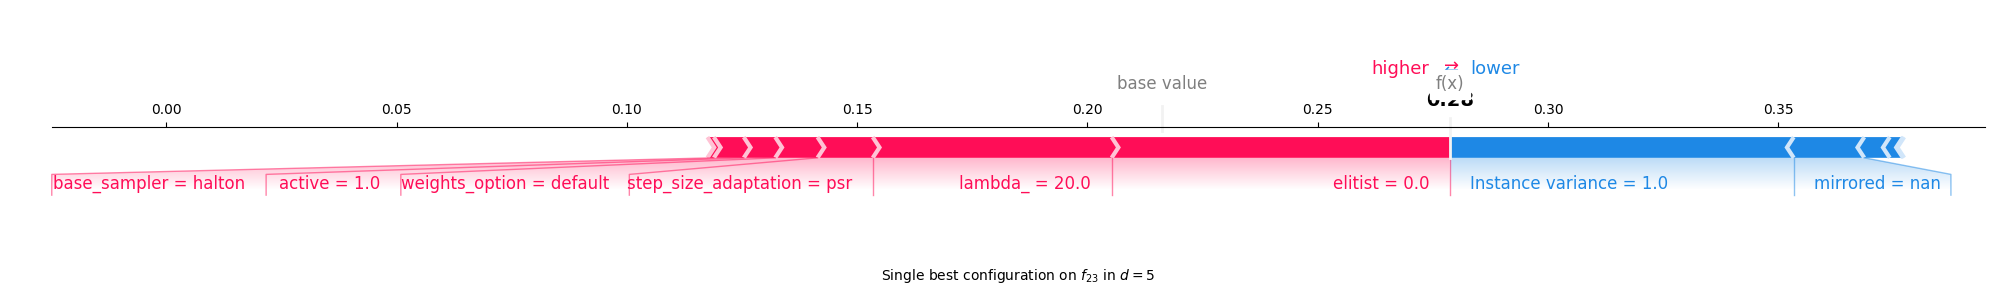 higher ⇄ lower
base value f(x)
0.28
0.00 0.05 0.10 0.15 0.20 0.25 0.30 0.35
base_sampler = halton active = 1.0 weights_option = default step_size_adaptation = psr lambda_ = 20.0 elitist = 0.0 Instance variance = 1.0 mirrored = nan
Single best configuration on f₂₃ in d = 5